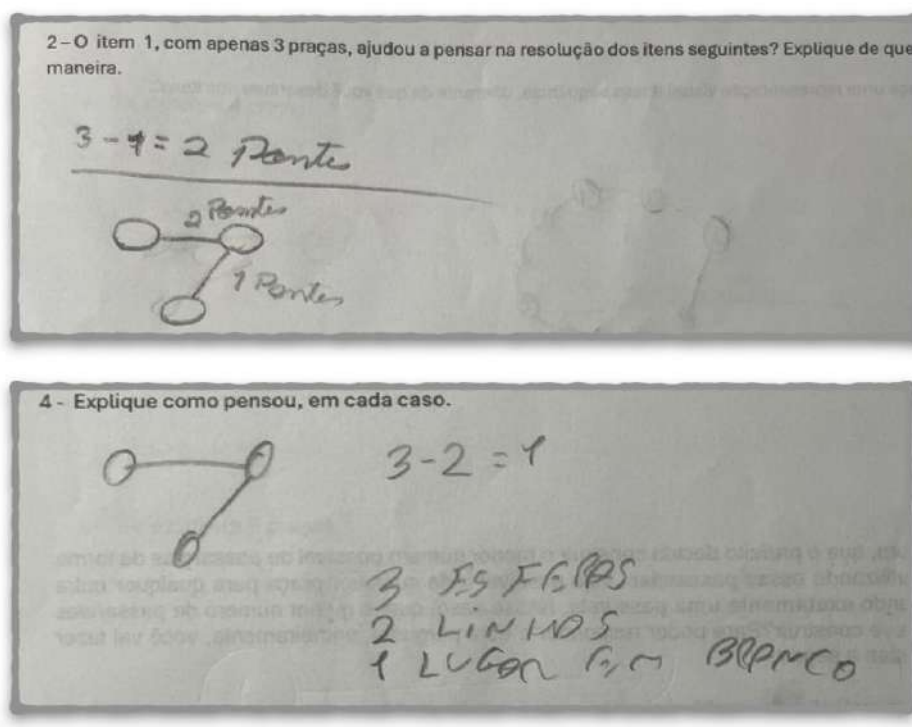 2 – O item 1, com apenas 3 praças, ajudou a pensar na resolução dos itens seguintes? Explique de que
maneira.
3 - 1 = 2 Pontes
2 Pontes
1 Pontes
4 - Explique como pensou, em cada caso.
3 - 2 = 1
3 ESFERAS
2 LINHAS
1 LUGAR EM BRANCO